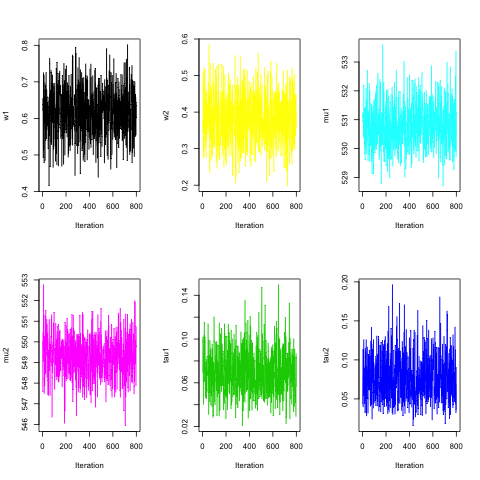 w1
0.4 0.5 0.6 0.7 0.8
0 200 400 600 800
Iteration
w2
0.2 0.3 0.4 0.5 0.6
0 200 400 600 800
Iteration
mu1
529 530 531 532 533
0 200 400 600 800
Iteration
mu2
546 547 548 549 550 551 552 553
0 200 400 600 800
Iteration
tau1
0.02 0.06 0.10 0.14
0 200 400 600 800
Iteration
tau2
0.05 0.10 0.15 0.20
0 200 400 600 800
Iteration